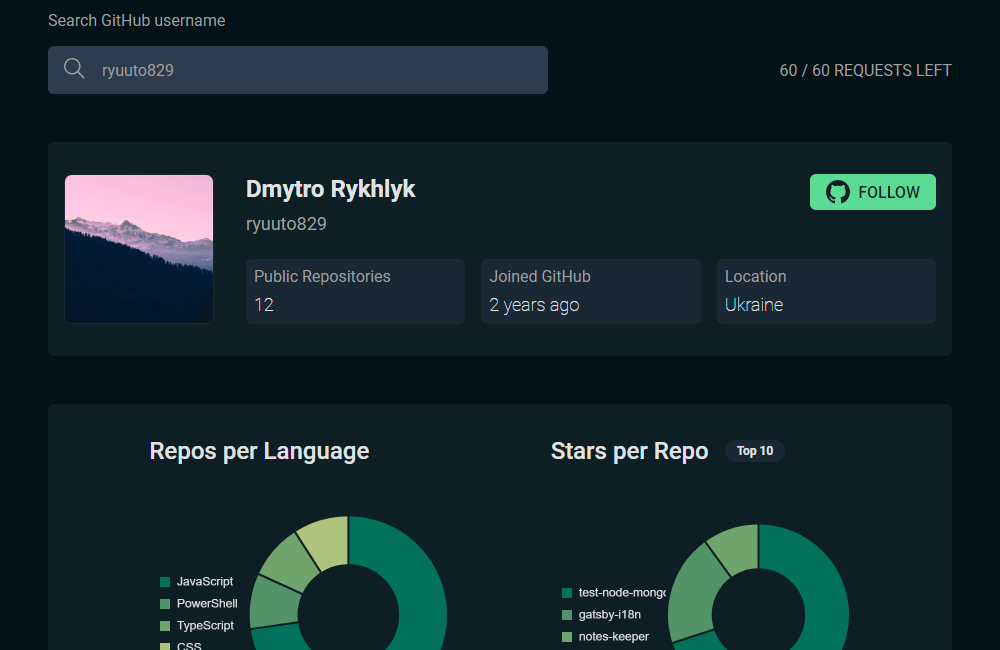 Search GitHub username
ryuuto829
60 / 60 REQUESTS LEFT
Dmytro Rykhlyk
ryuuto829
FOLLOW
Public Repositories
12
Joined GitHub
2 years ago
Location
Ukraine
Repos per Language
JavaScript
PowerShell
TypeScript
CSS
Stars per Repo
Top 10
test-node-mongo
gatsby-i18n
notes-keeper